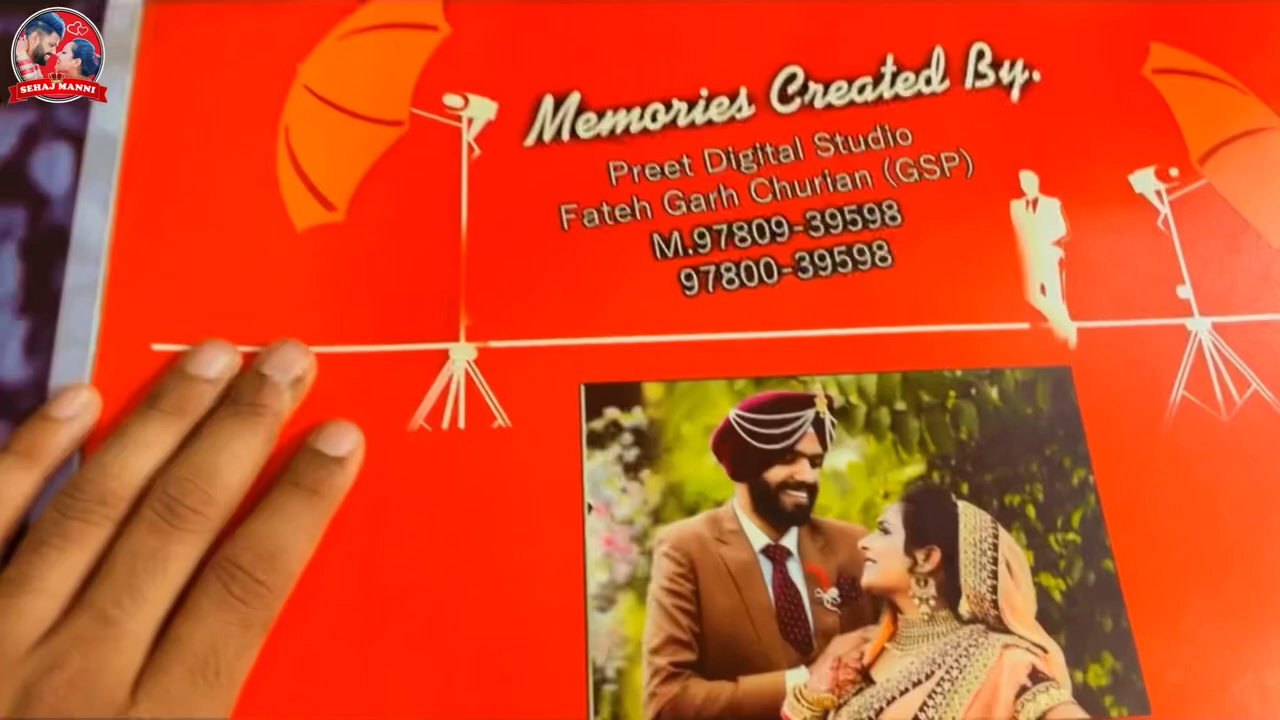 SEHAJ MANNI
Memories Created By.
Preet Digital Studio
Fateh Garh Churian (GSP)
M.97809-39598
97800-39598